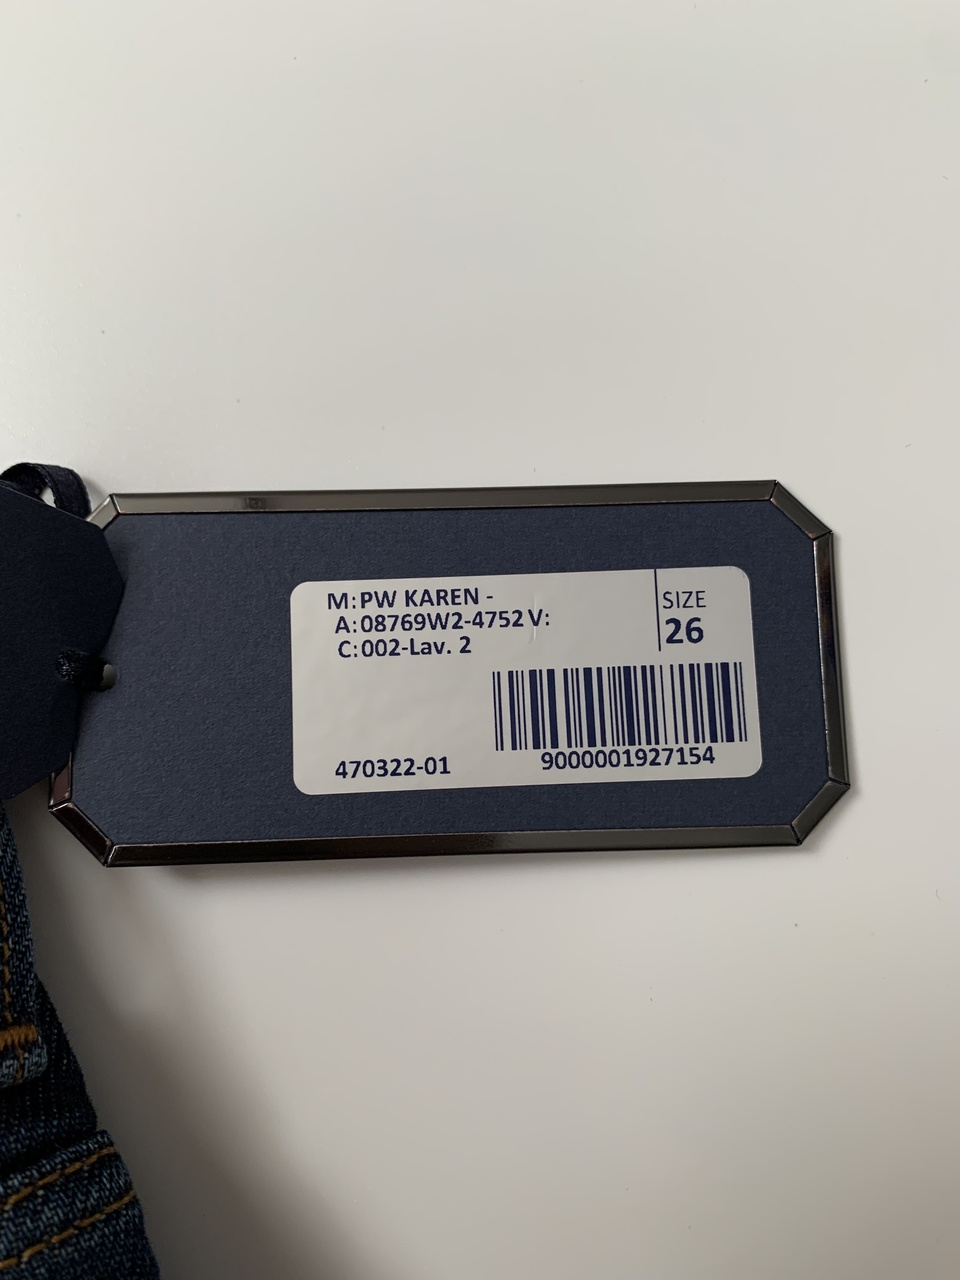 M: PW KAREN -
A: 08769W2-4752 V:
C: 002-Lav. 2
SIZE
26
470322-01
9000001927154